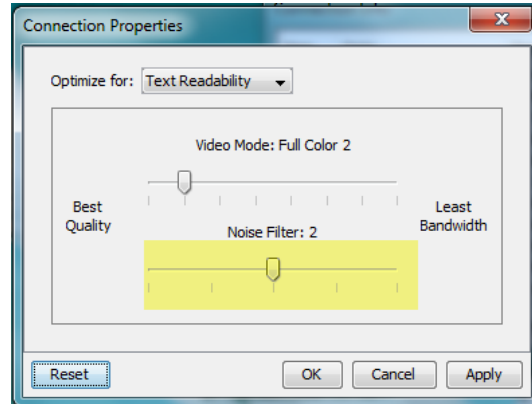 Connection Properties
Optimize for: Text Readability
Video Mode: Full Color 2
Best
Quality
Least
Bandwidth
Noise Filter: 2
Reset
OK
Cancel
Apply